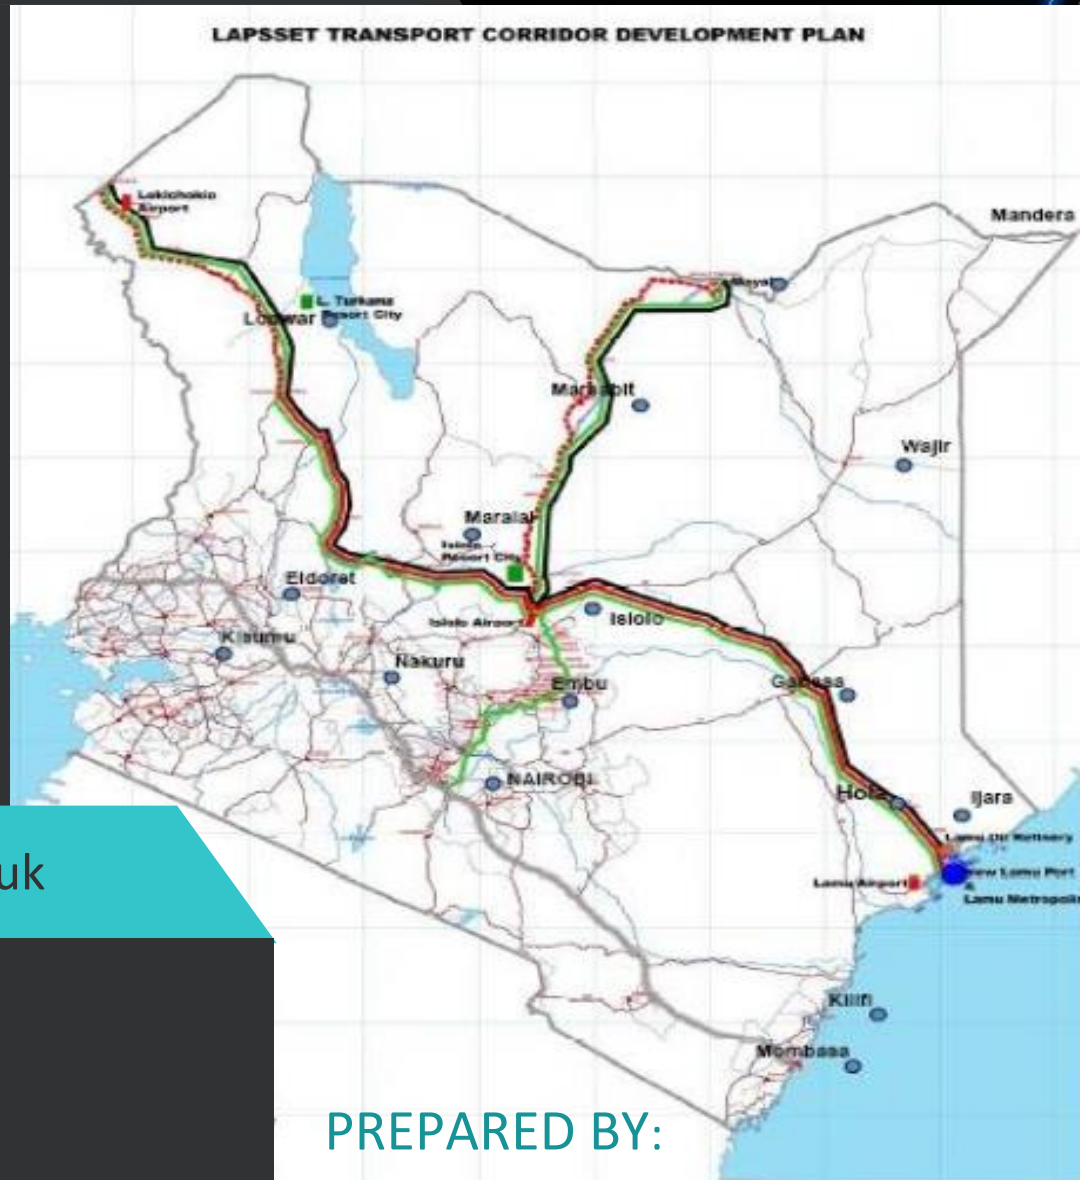 LAPSSET TRANSPORT CORRIDOR DEVELOPMENT PLAN
Lokichokio
Airport
Mandera
L. Turkana
Resort City
Lodwar
Moyal
Marsabit
Wajir
Maralal
Isiolo
Resort City
Eldoret
Isiolo Airport
Isiolo
Kisumu
Nakuru
Embu
Garissa
NAIROBI
Hola
Ijara
Lamu Oil Refinery
New Lamu Port
&
Lamu Metropolis
Lamu Airport
uk
Kilifi
Mombasa
PREPARED BY: